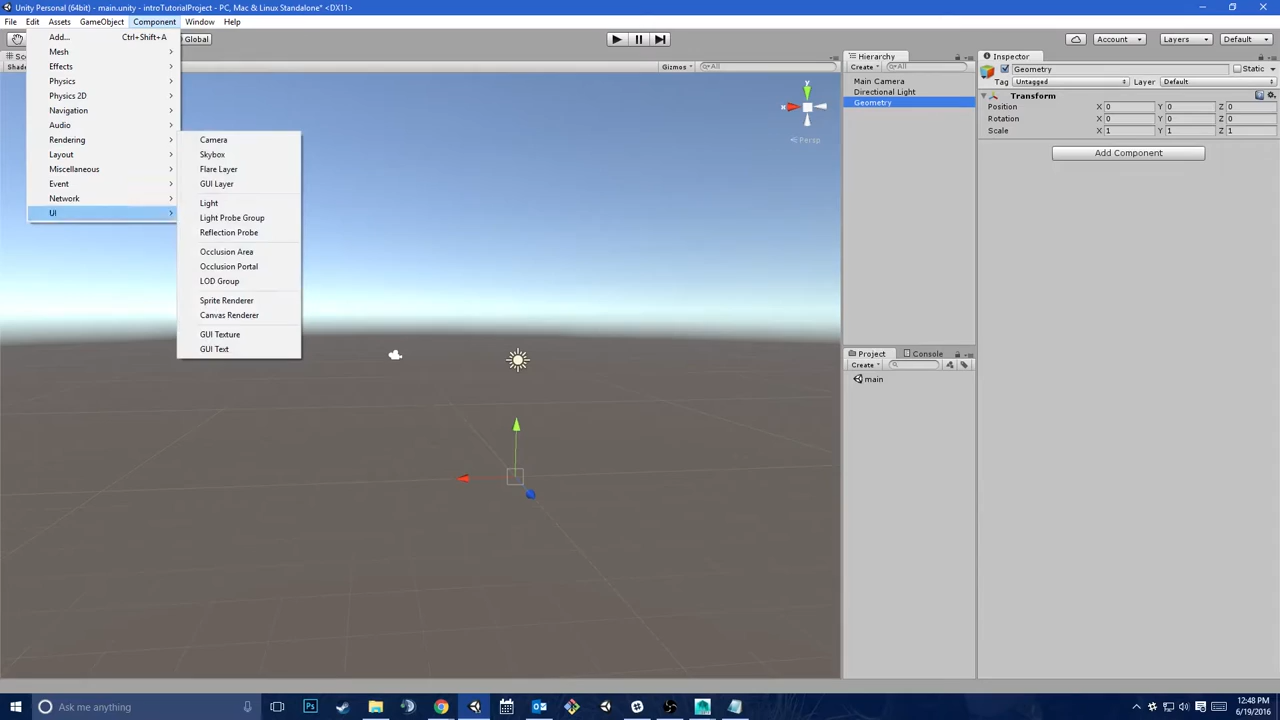 Unity Personal (64bit) - main.unity - introTutorialProject - PC, Mac & Linux Standalone* <DX11>
File Edit Assets GameObject Component Window Help
Global
Account Layers Default
Add... Ctrl+Shift+A
Mesh
Effects
Physics
Physics 2D
Navigation
Audio
Rendering
Layout
Miscellaneous
Event
Network
UI
Camera
Skybox
Flare Layer
GUI Layer
Light
Light Probe Group
Reflection Probe
Occlusion Area
Occlusion Portal
LOD Group
Sprite Renderer
Canvas Renderer
GUI Texture
GUI Text
Gizmos All
y
x
Persp
Hierarchy
Create All
Main Camera
Directional Light
Geometry
Project Console
Create
main
Inspector
Geometry Static
Tag Untagged Layer Default
Transform
Position X 0 Y 0 Z 0
Rotation X 0 Y 0 Z 0
Scale X 1 Y 1 Z 1
Add Component
Ask me anything
12:48 PM
6/19/2016